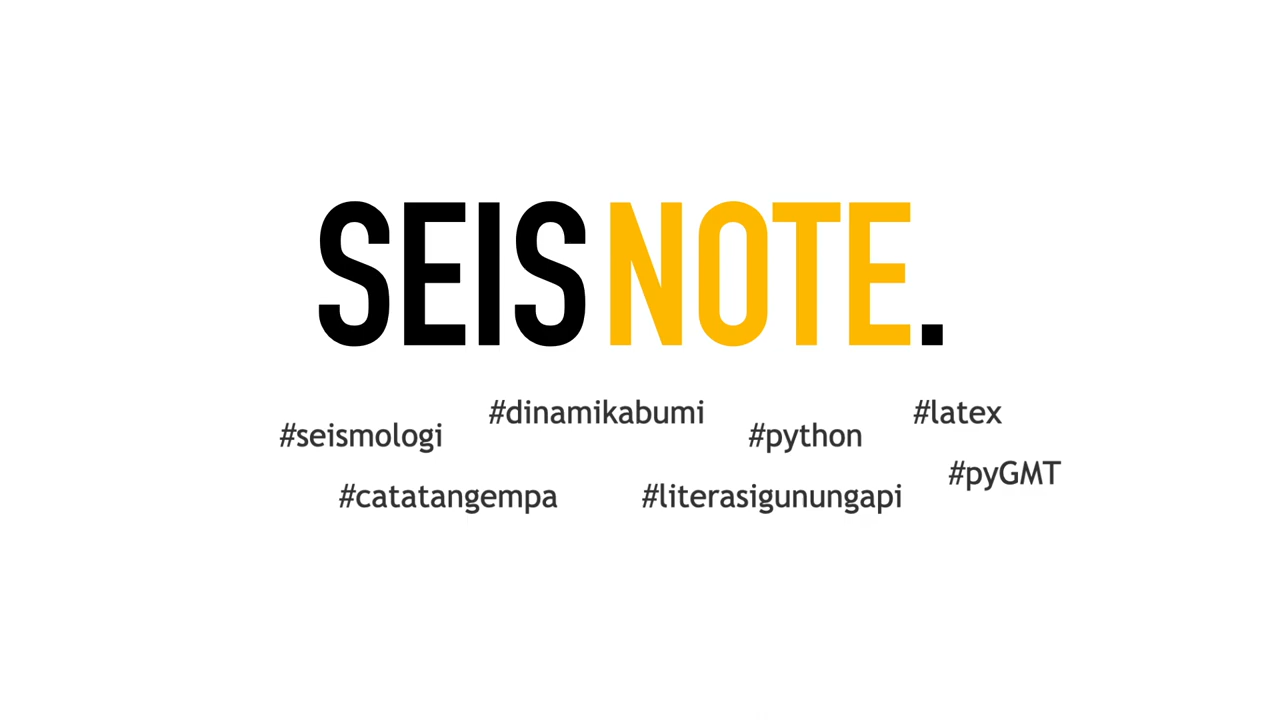 SEISNOTE.
#dinamikabumi #latex
#seismologi #python
#pyGMT
#catatangempa #literasigunungapi